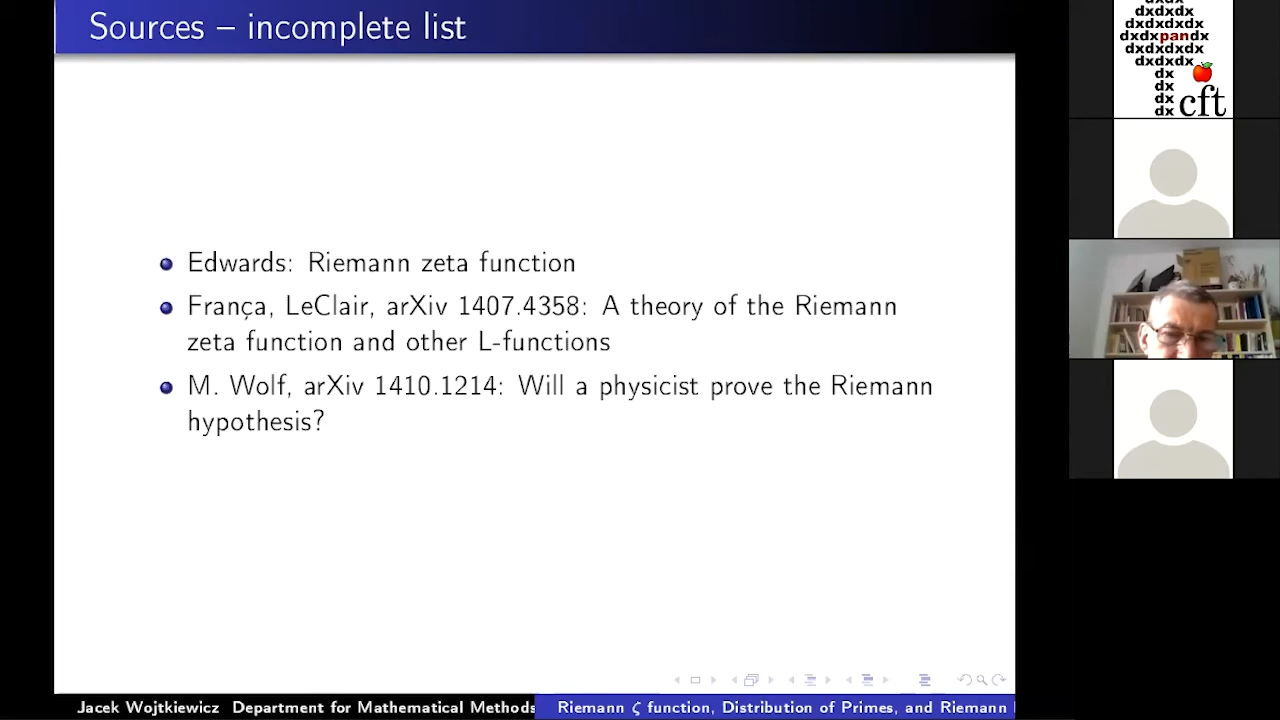 Sources – incomplete list
Edwards: Riemann zeta function
França, LeClair, arXiv 1407.4358: A theory of the Riemann
zeta function and other L-functions
M. Wolf, arXiv 1410.1214: Will a physicist prove the Riemann
hypothesis?
Jacek Wojtkiewicz Department for Mathematical Methods
Riemann ζ function, Distribution of Primes, and Riemann
dxdxdx
dxdxdx
dxdxdxdx
dxdxpandx
dxdxdxdx
dxdxdx
dx
dx
dx
dx
cft